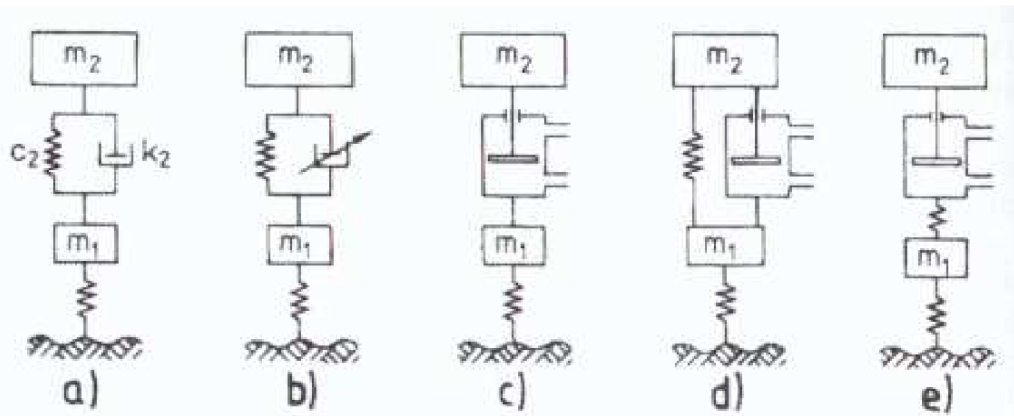 m₂ m₂ m₂ m₂ m₂
c₂ k₂
m₁ m₁ m₁ m₁ m₁
a) b) c) d) e)